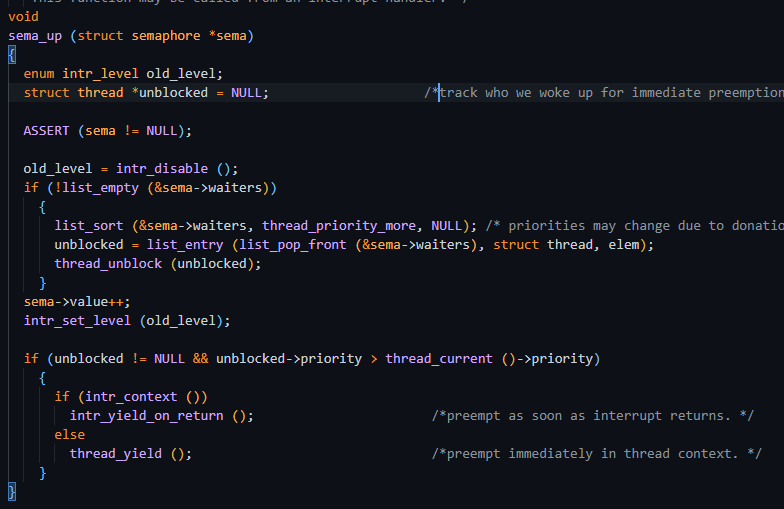 This function may be called from an interrupt handler. */
void
sema_up (struct semaphore *sema)
{
  enum intr_level old_level;
  struct thread *unblocked = NULL;                    /*track who we woke up for immediate preemption

  ASSERT (sema != NULL);

  old_level = intr_disable ();
  if (!list_empty (&sema->waiters))
    {
      list_sort (&sema->waiters, thread_priority_more, NULL); /* priorities may change due to donatio
      unblocked = list_entry (list_pop_front (&sema->waiters), struct thread, elem);
      thread_unblock (unblocked);
    }
  sema->value++;
  intr_set_level (old_level);

  if (unblocked != NULL && unblocked->priority > thread_current ()->priority)
    {
      if (intr_context ())
        intr_yield_on_return ();                       /*preempt as soon as interrupt returns. */
      else
        thread_yield ();                               /*preempt immediately in thread context. */
    }
}